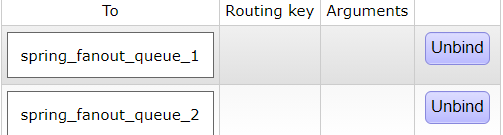 To Routing key Arguments
spring_fanout_queue_1 Unbind
spring_fanout_queue_2 Unbind